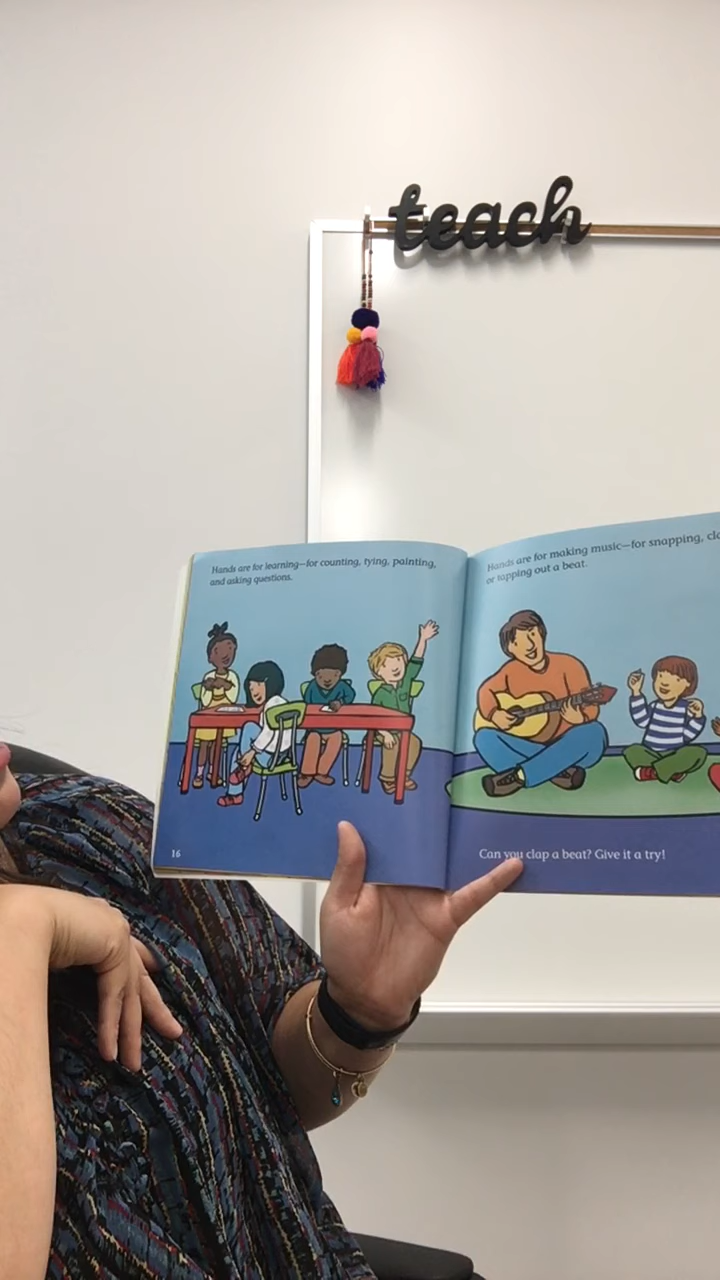 teach
Hands are for learning—for counting, tying, painting,
and asking questions.
16
Hands are for making music—for snapping,
or tapping out a beat.
Can you clap a beat? Give it a try!